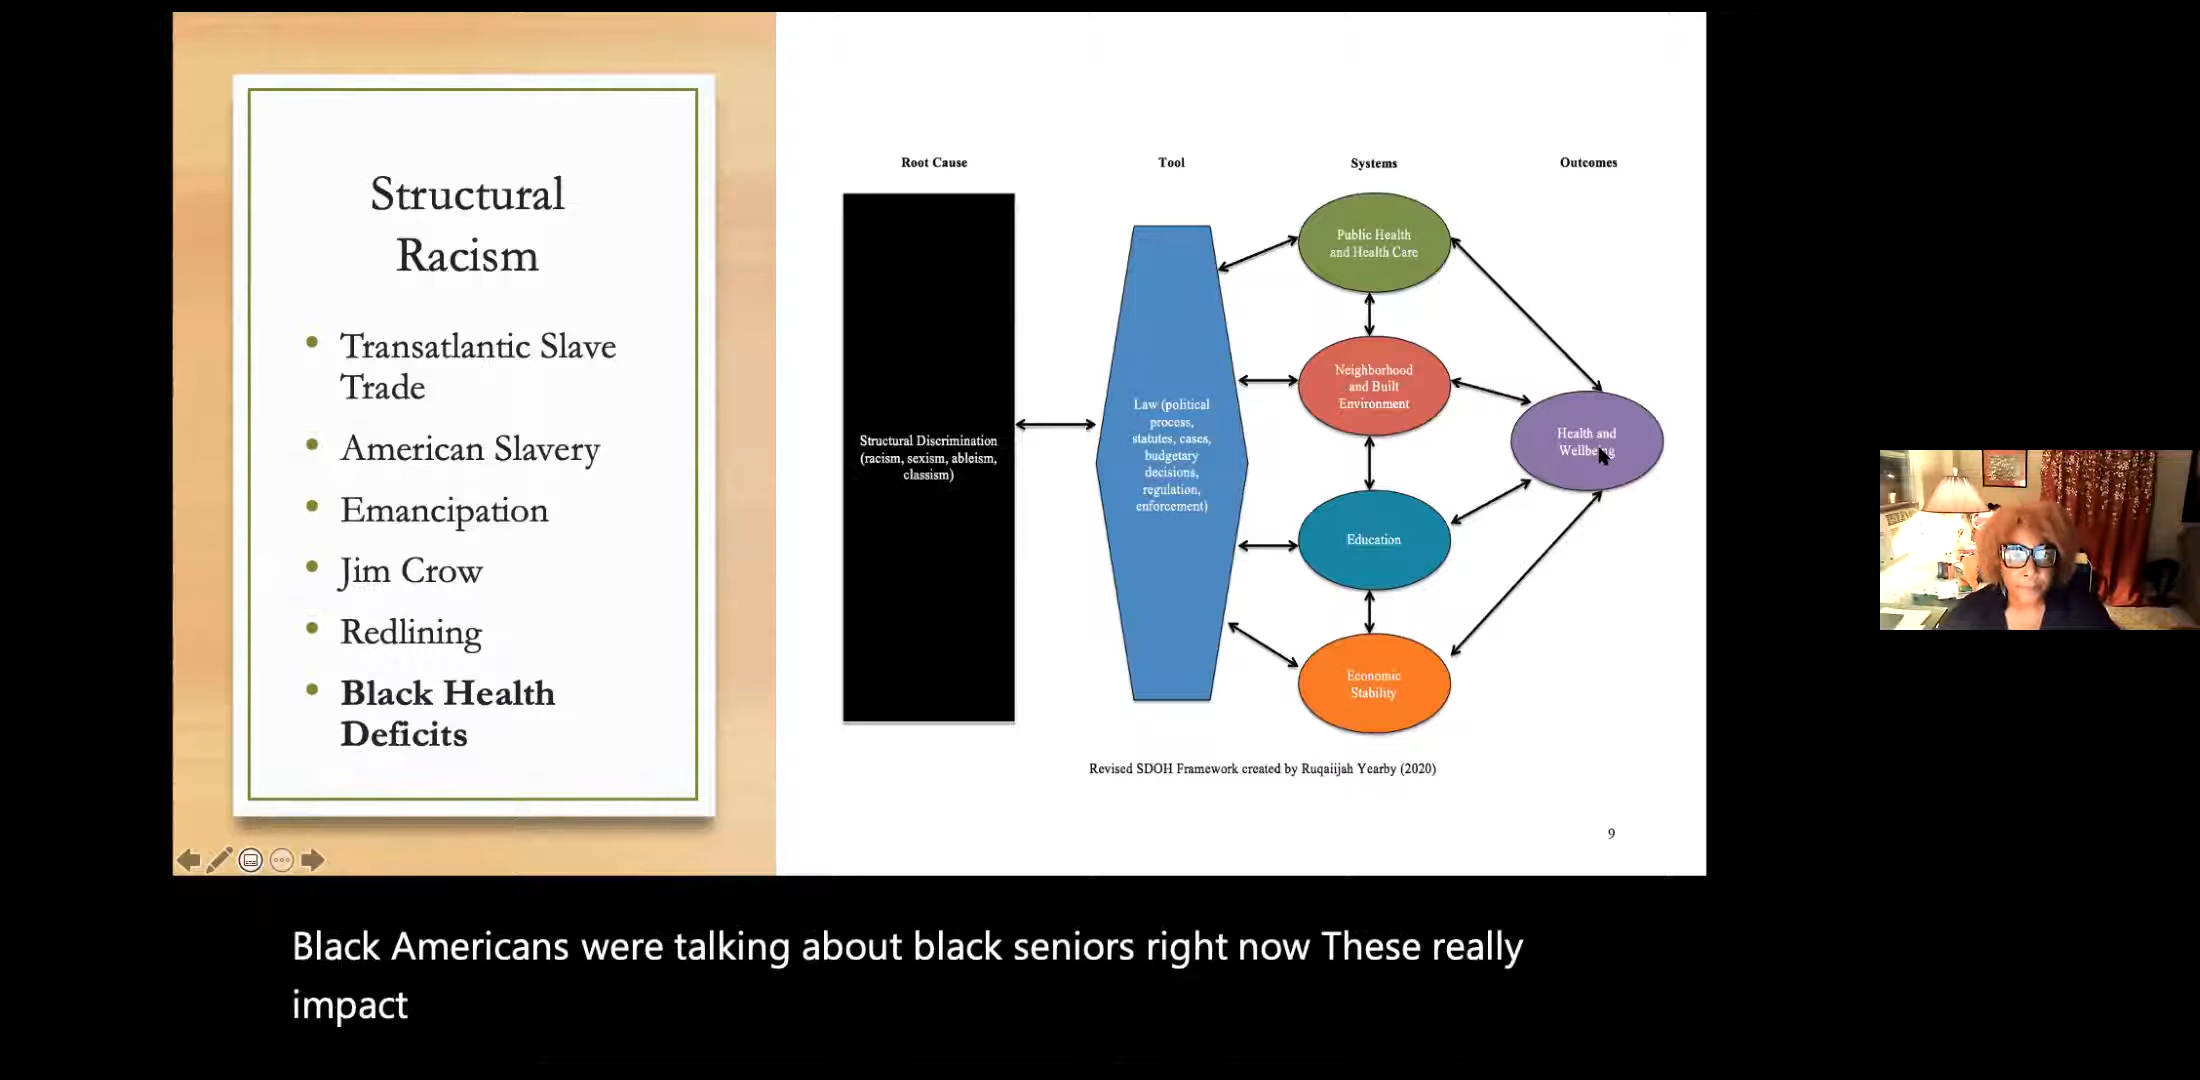 Structural
Racism
Transatlantic Slave
Trade
American Slavery
Emancipation
Jim Crow
Redlining
Black Health
Deficits
Root Cause
Tool
Systems
Outcomes
Structural Discrimination
(racism, sexism, ableism,
classism)
Law (political
process,
statutes, cases,
budgetary
decisions,
regulation,
enforcement)
Public Health
and Health Care
Neighborhood
and Built
Environment
Education
Economic
Stability
Health and
Wellbeing
Revised SDOH Framework created by Ruqaiijah Yearby (2020)
9
Black Americans were talking about black seniors right now These really
impact